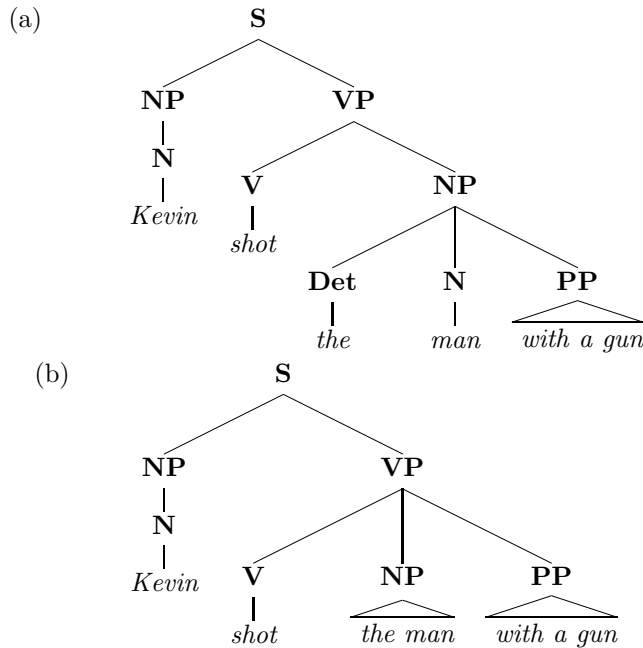 (a) S
NP VP
N V NP
Kevin shot
Det N PP
the man with a gun
(b) S
NP VP
N
Kevin V NP PP
shot the man with a gun